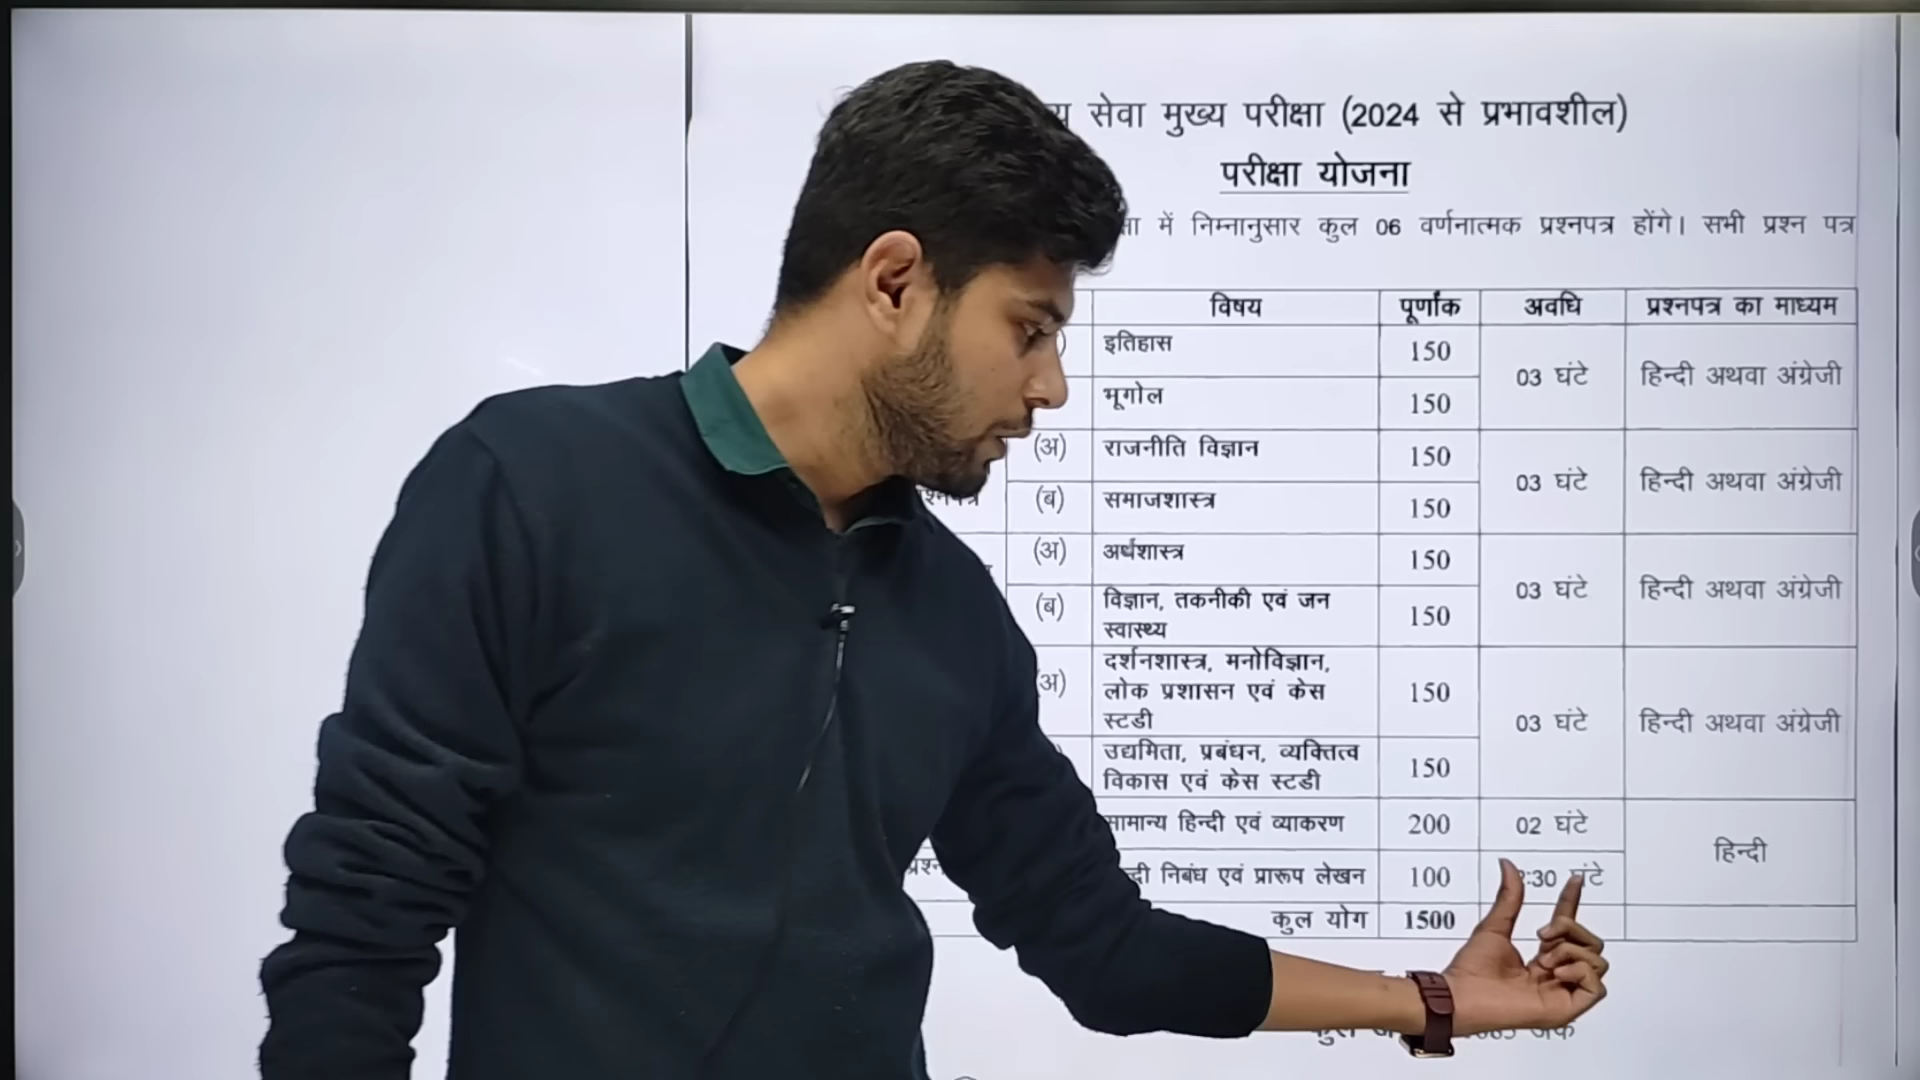 सेवा मुख्य परीक्षा (2024 से प्रभावशील)
परीक्षा योजना
में निम्नानुसार कुल 06 वर्णनात्मक प्रश्नपत्र होंगे। सभी प्रश्न पत्र
विषय पूर्णांक अवधि प्रश्नपत्र का माध्यम
इतिहास 150 03 घंटे हिन्दी अथवा अंग्रेजी
भूगोल 150
(अ) राजनीति विज्ञान 150 03 घंटे हिन्दी अथवा अंग्रेजी
(ब) समाजशास्त्र 150
(अ) अर्थशास्त्र 150 03 घंटे हिन्दी अथवा अंग्रेजी
(ब) विज्ञान, तकनीकी एवं जन
स्वास्थ्य 150
(अ) दर्शनशास्त्र, मनोविज्ञान,
लोक प्रशासन एवं केस
स्टडी 150 03 घंटे हिन्दी अथवा अंग्रेजी
उद्यमिता, प्रबंधन, व्यक्तित्व
विकास एवं केस स्टडी 150
सामान्य हिन्दी एवं व्याकरण 200 02 घंटे हिन्दी
निबंध एवं प्रारूप लेखन 100 :30 घंटे
कुल योग 1500
अंक